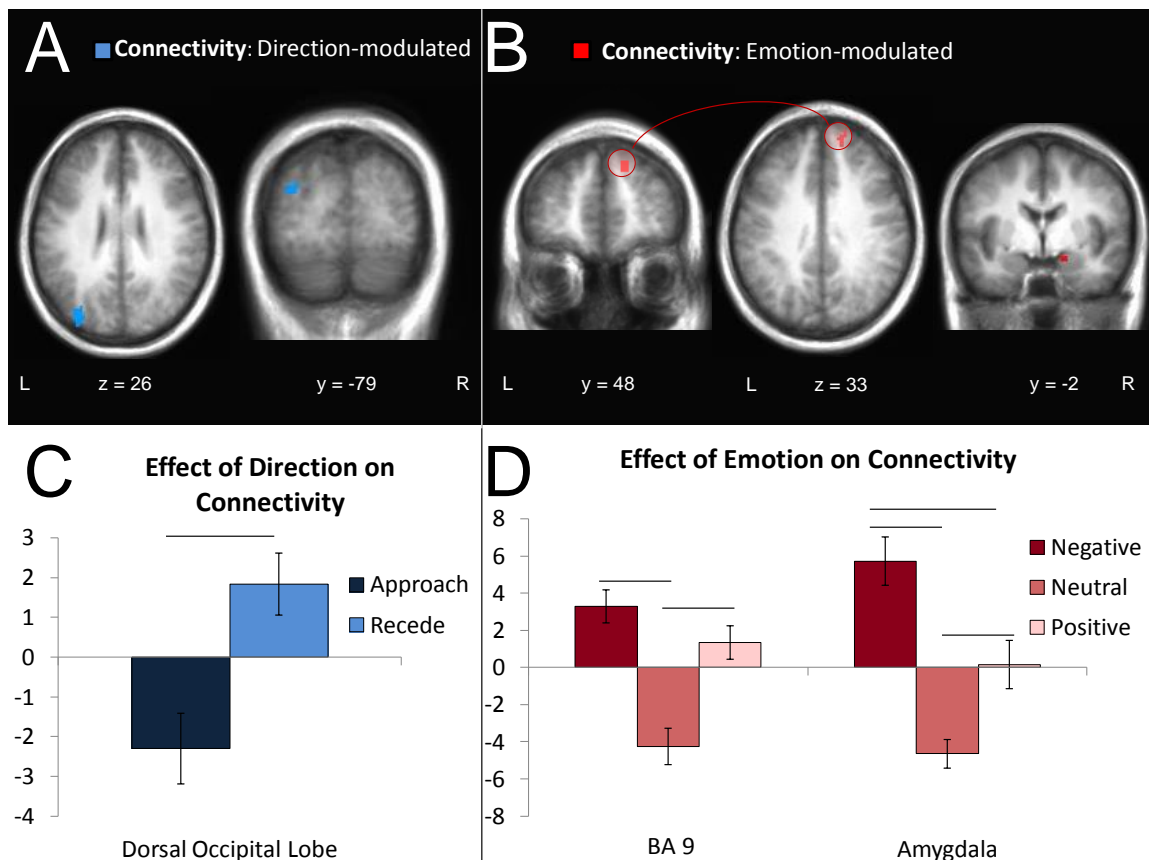 A
Connectivity: Direction-modulated
L z = 26 y = -79 R
B
Connectivity: Emotion-modulated
L y = 48 L z = 33 y = -2 R
C
Effect of Direction on
Connectivity
3
2
1
0
-1
-2
-3
-4
Approach
Recede
Dorsal Occipital Lobe
D
Effect of Emotion on Connectivity
8
6
4
2
0
-2
-4
-6
-8
Negative
Neutral
Positive
BA 9 Amygdala